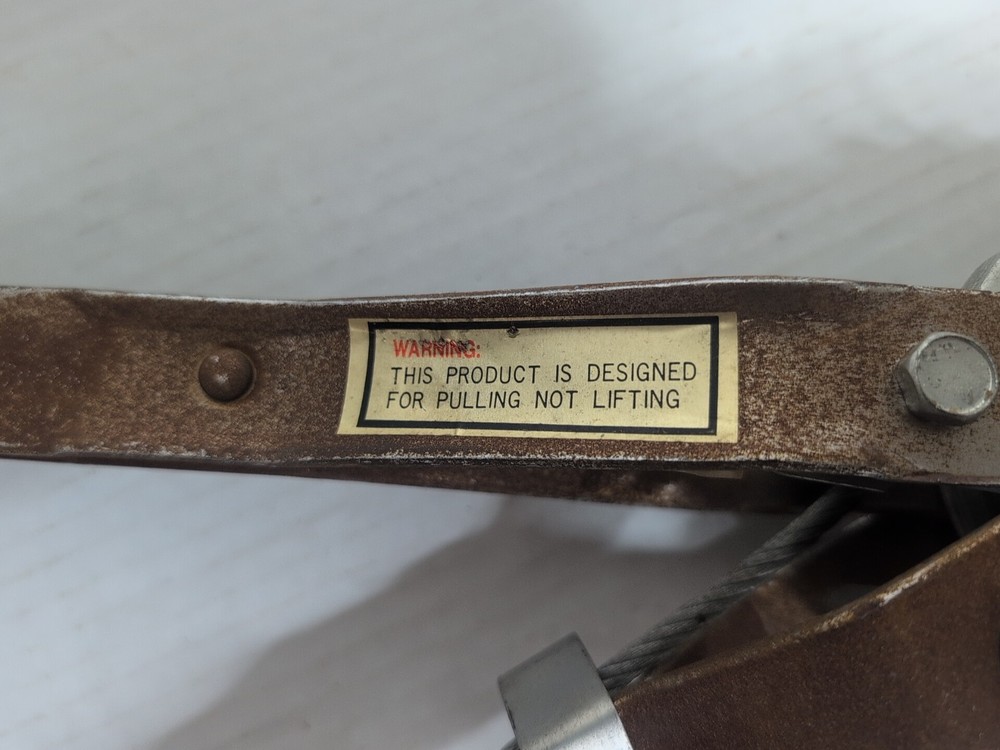 WARNING:
THIS PRODUCT IS DESIGNED
FOR PULLING NOT LIFTING